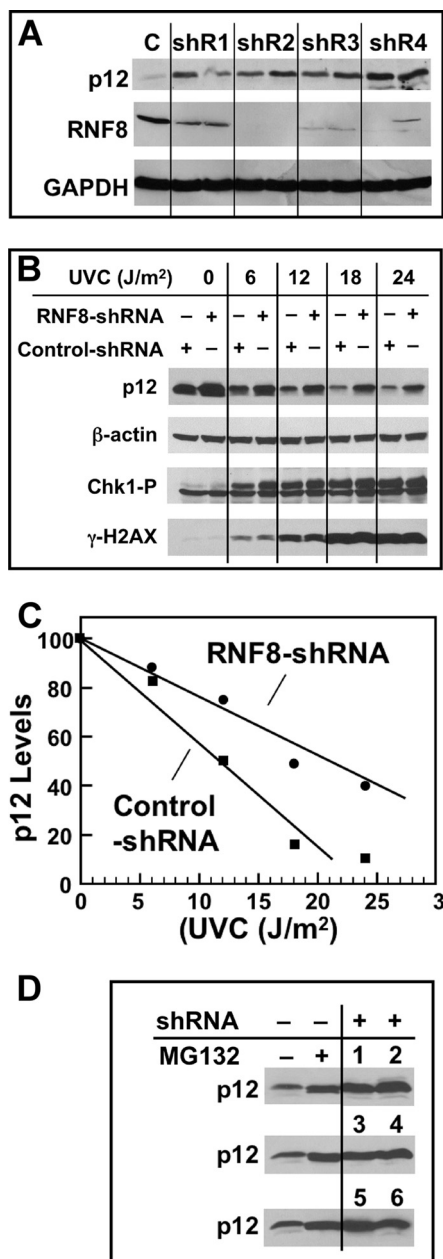 A
C shR1 shR2 shR3 shR4
p12
RNF8
GAPDH
B
UVC (J/m²) 0 6 12 18 24
RNF8-shRNA – + – + – + – + – +
Control-shRNA + – + – + – + – + –
p12
β-actin
Chk1-P
γ-H2AX
C
100
80
60
40
20
0
p12 Levels
RNF8-shRNA
Control
-shRNA
0 5 10 15 20 25 3
(UVC (J/m²)
D
shRNA – – + +
MG132 – + 1 2
p12
3 4
p12
5 6
p12